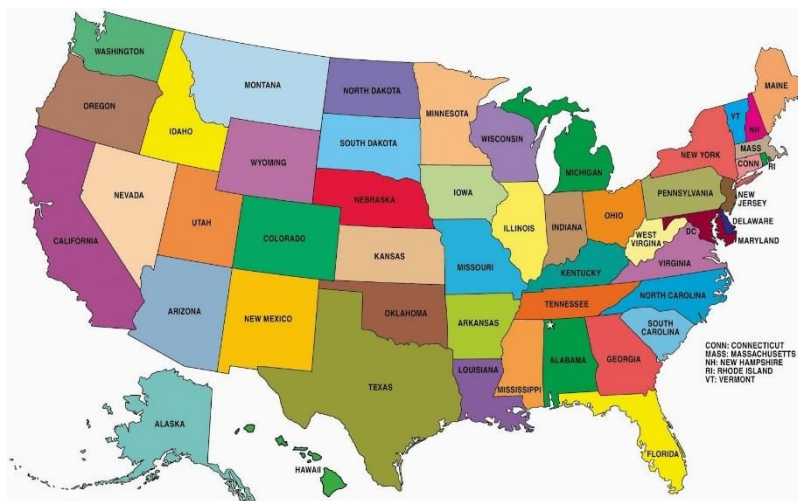 WASHINGTON
OREGON
IDAHO
MONTANA
NORTH DAKOTA
MINNESOTA
WISCONSIN
MICHIGAN
MAINE
VT
NH
MASS
CONN
RI
NEW YORK
SOUTH DAKOTA
WYOMING
NEVADA
UTAH
COLORADO
NEBRASKA
IOWA
ILLINOIS
INDIANA
OHIO
PENNSYLVANIA
NEW
JERSEY
DELAWARE
MARYLAND
DC
WEST
VIRGINIA
VIRGINIA
CALIFORNIA
KANSAS
MISSOURI
KENTUCKY
ARIZONA
NEW MEXICO
OKLAHOMA
ARKANSAS
TENNESSEE
NORTH CAROLINA
SOUTH
CAROLINA
TEXAS
LOUISIANA
MISSISSIPPI
ALABAMA
GEORGIA
FLORIDA
ALASKA
HAWAII
CONN: CONNECTICUT
MASS: MASSACHUSETTS
NH: NEW HAMPSHIRE
RI: RHODE ISLAND
VT: VERMONT